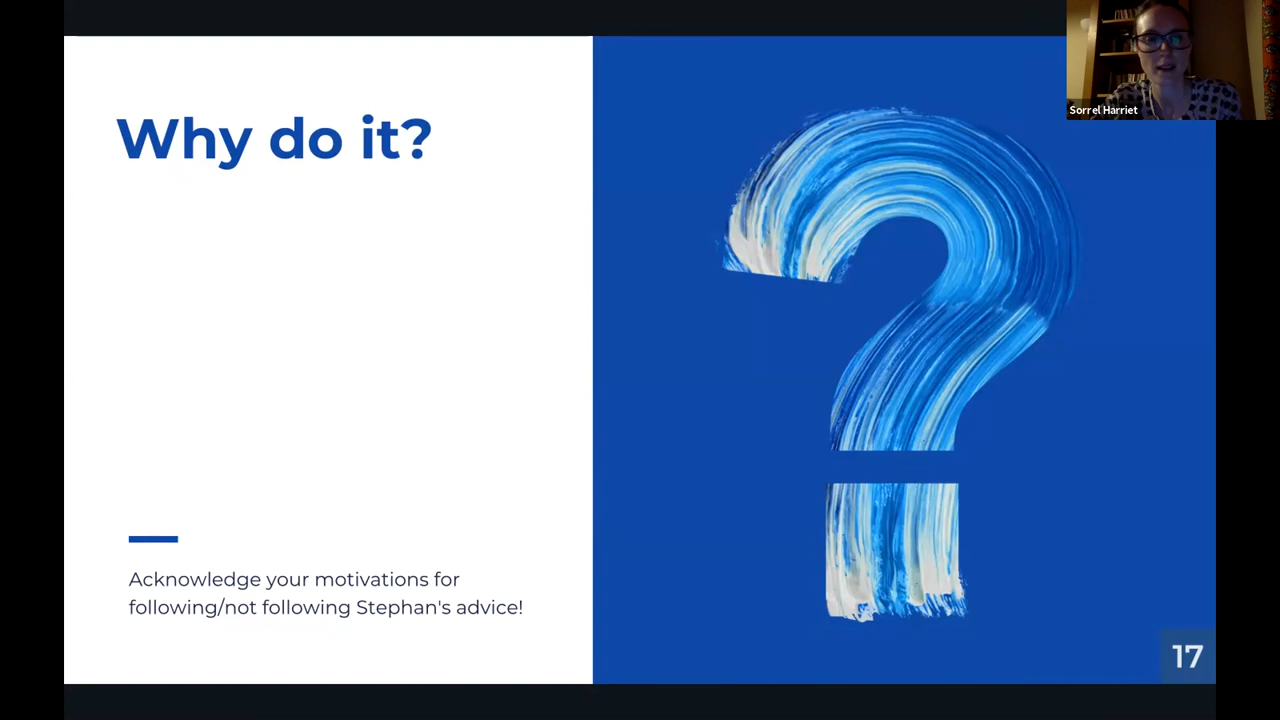 Sorrel Harriet
Why do it?
Acknowledge your motivations for
following/not following Stephan's advice!
17